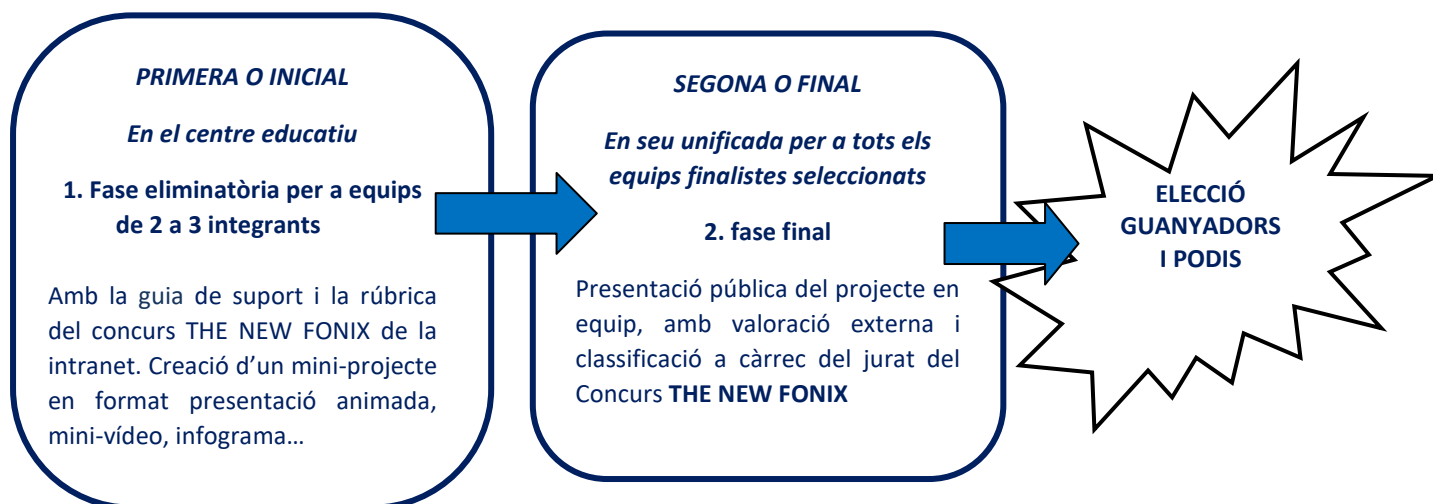 PRIMERA O INICIAL
En el centre educatiu
1. Fase eliminatòria per a equips
de 2 a 3 integrants
Amb la guia de suport i la rúbrica
del concurs THE NEW FONIX de la
intranet. Creació d’un mini-projecte
en format presentació animada,
mini-vídeo, infograma…
SEGONA O FINAL
En seu unificada per a tots els
equips finalistes seleccionats
2. fase final
Presentació pública del projecte en
equip, amb valoració externa i
classificació a càrrec del jurat del
Concurs THE NEW FONIX
ELECCIÓ
GUANYADORS
I PODIS